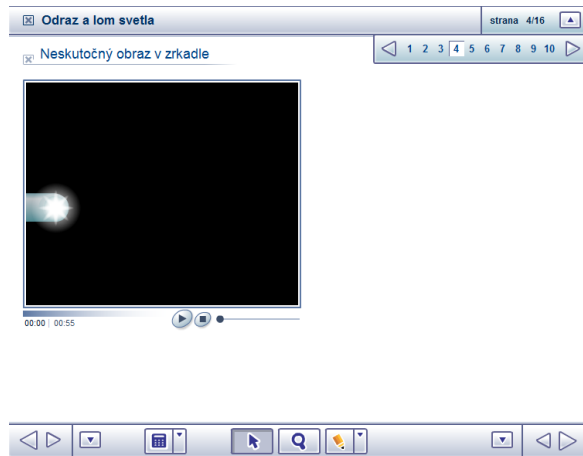 Odraz a lom svetla
strana 4/16
1 2 3 4 5 6 7 8 9 10
Neskutočný obraz v zrkadle
00:00 | 00:55